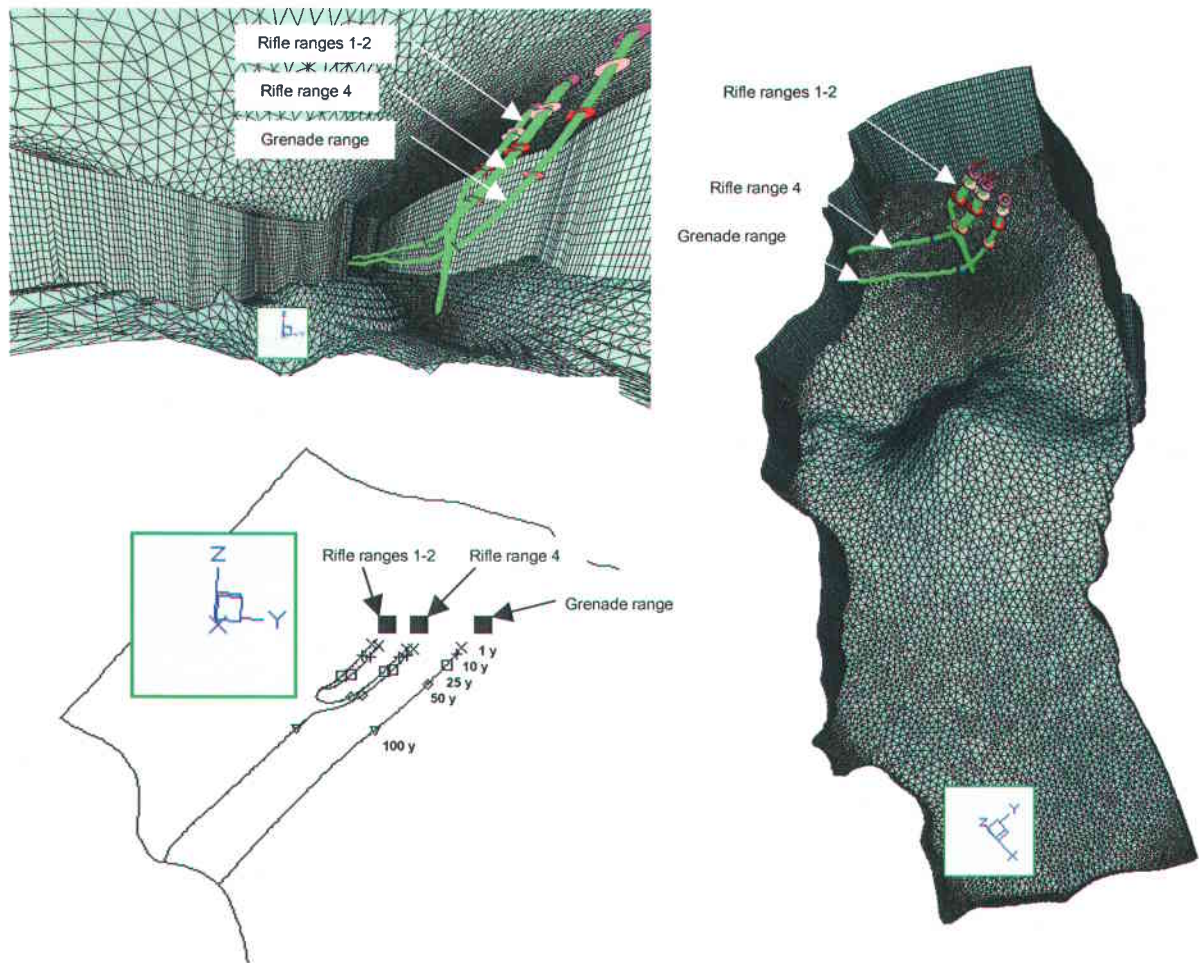 Rifle ranges 1-2
Rifle range 4
Grenade range
Rifle ranges 1-2
Rifle range 4
Grenade range
Z
Y
X
Rifle ranges 1-2
Rifle range 4
Grenade range
1 y
10 y
25 y
50 y
100 y
Z
Y
X